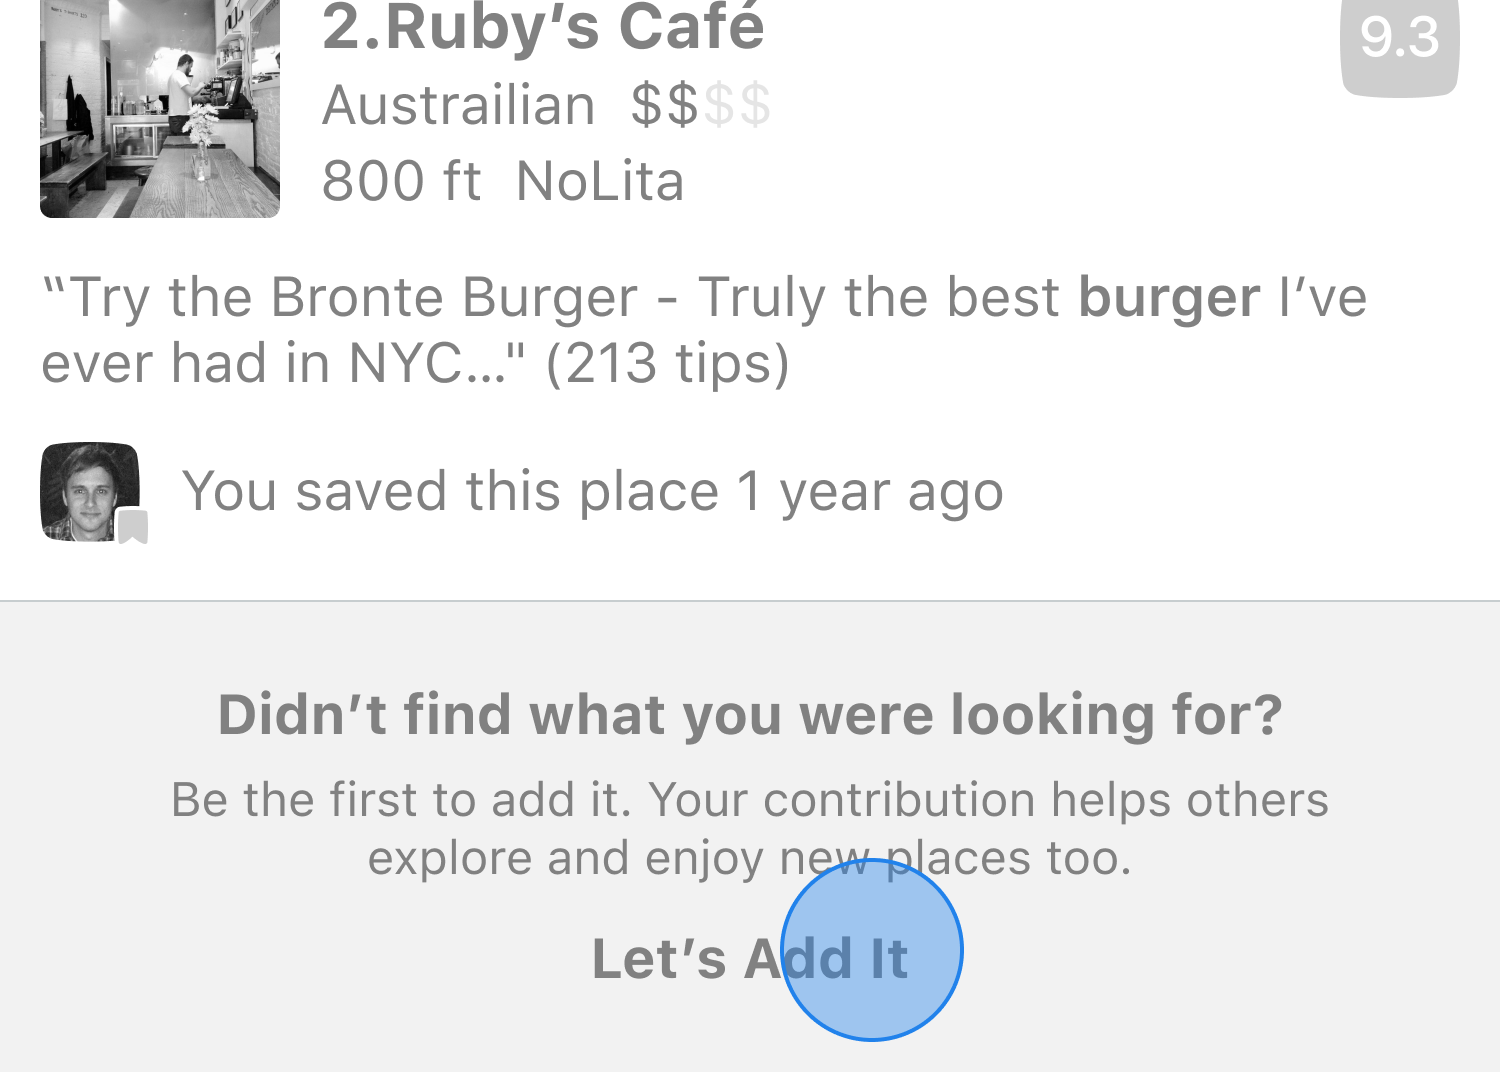 2.Ruby’s Café
9.3
Austrailian $$$$
800 ft NoLita
“Try the Bronte Burger - Truly the best burger I’ve
ever had in NYC..." (213 tips)
You saved this place 1 year ago
Didn’t find what you were looking for?
Be the first to add it. Your contribution helps others
explore and enjoy new places too.
Let’s Add It